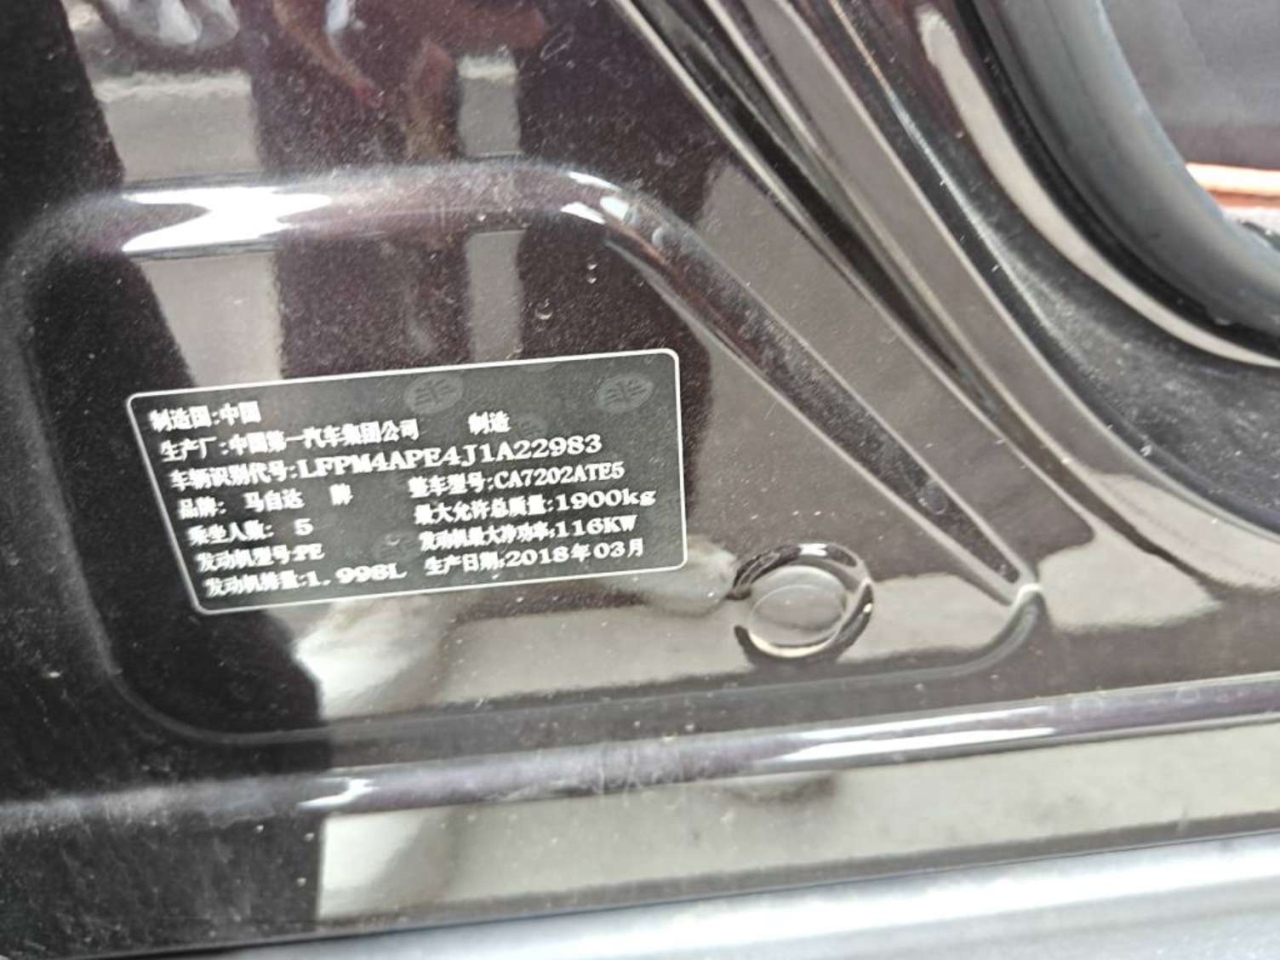 制造国:中国
生产厂:中国第一汽车集团公司 制造
车辆识别代号:LFPM4APE4J1A22983
品牌: 马自达 牌 整车型号:CA7202ATE5
乘坐人数: 5 最大允许总质量:1900kg
发动机型号:PE 发动机最大净功率:116KW
发动机排量:1.998L 生产日期:2018年03月